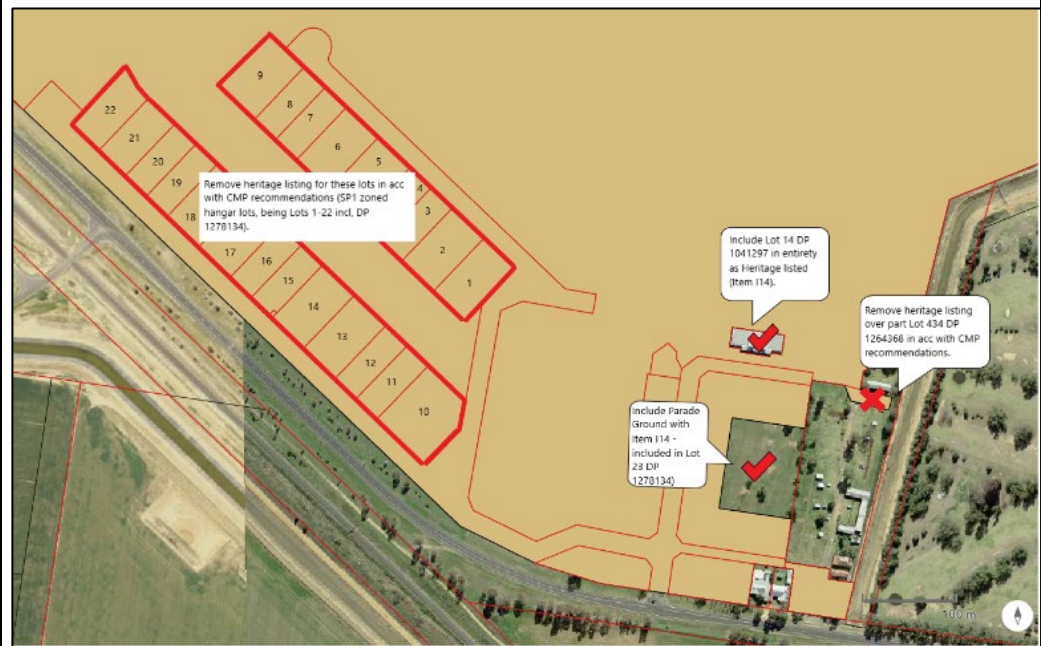 9
8
7
6
5
4
3
2
1
22
21
20
19
18
17
16
15
14
13
12
11
10
Remove heritage listing for these lots in acc
with CMP recommendations (SP1 zoned
hangar lots, being Lots 1-22 incl, DP
1278134).
Include Lot 14 DP
1041297 in entirety
as Heritage listed
(Item I14).
Remove heritage listing
over part Lot 434 DP
1264368 in acc with CMP
recommendations.
Include Parade
Ground with
Item I14 -
included in Lot
23 DP
1278134)
100 m